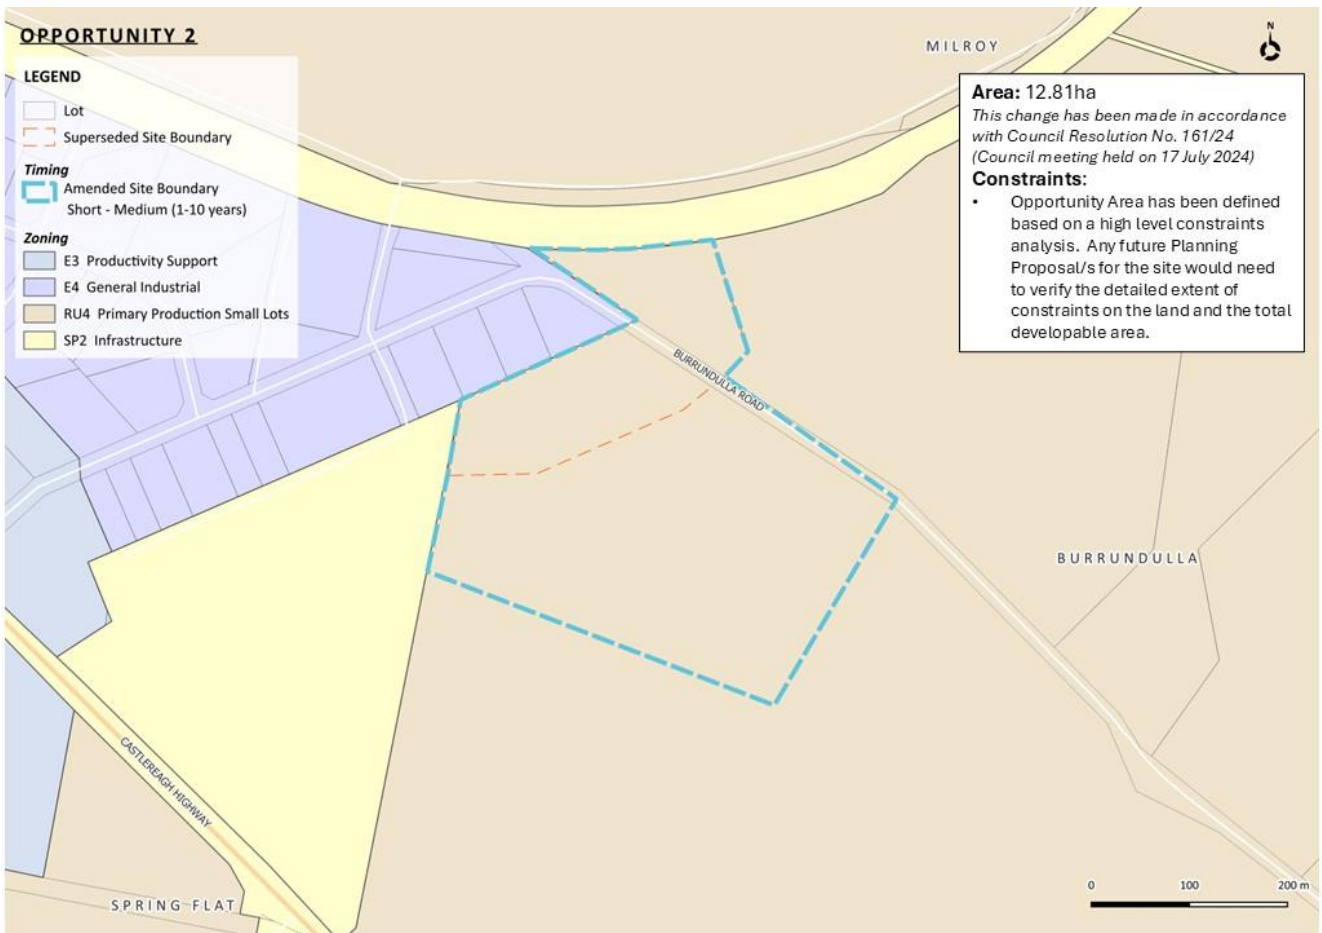 OPPORTUNITY 2
LEGEND
Lot
Superseded Site Boundary
Timing
Amended Site Boundary
Short - Medium (1-10 years)
Zoning
E3 Productivity Support
E4 General Industrial
RU4 Primary Production Small Lots
SP2 Infrastructure
MILROY
N
Area: 12.81ha
This change has been made in accordance
with Council Resolution No. 161/24
(Council meeting held on 17 July 2024)
Constraints:
• Opportunity Area has been defined
based on a high level constraints
analysis. Any future Planning
Proposal/s for the site would need
to verify the detailed extent of
constraints on the land and the total
developable area.
BURRUNDULLA ROAD
BURRUNDULLA
CASTLEREAGH HIGHWAY
SPRING FLAT
0 100 200 m